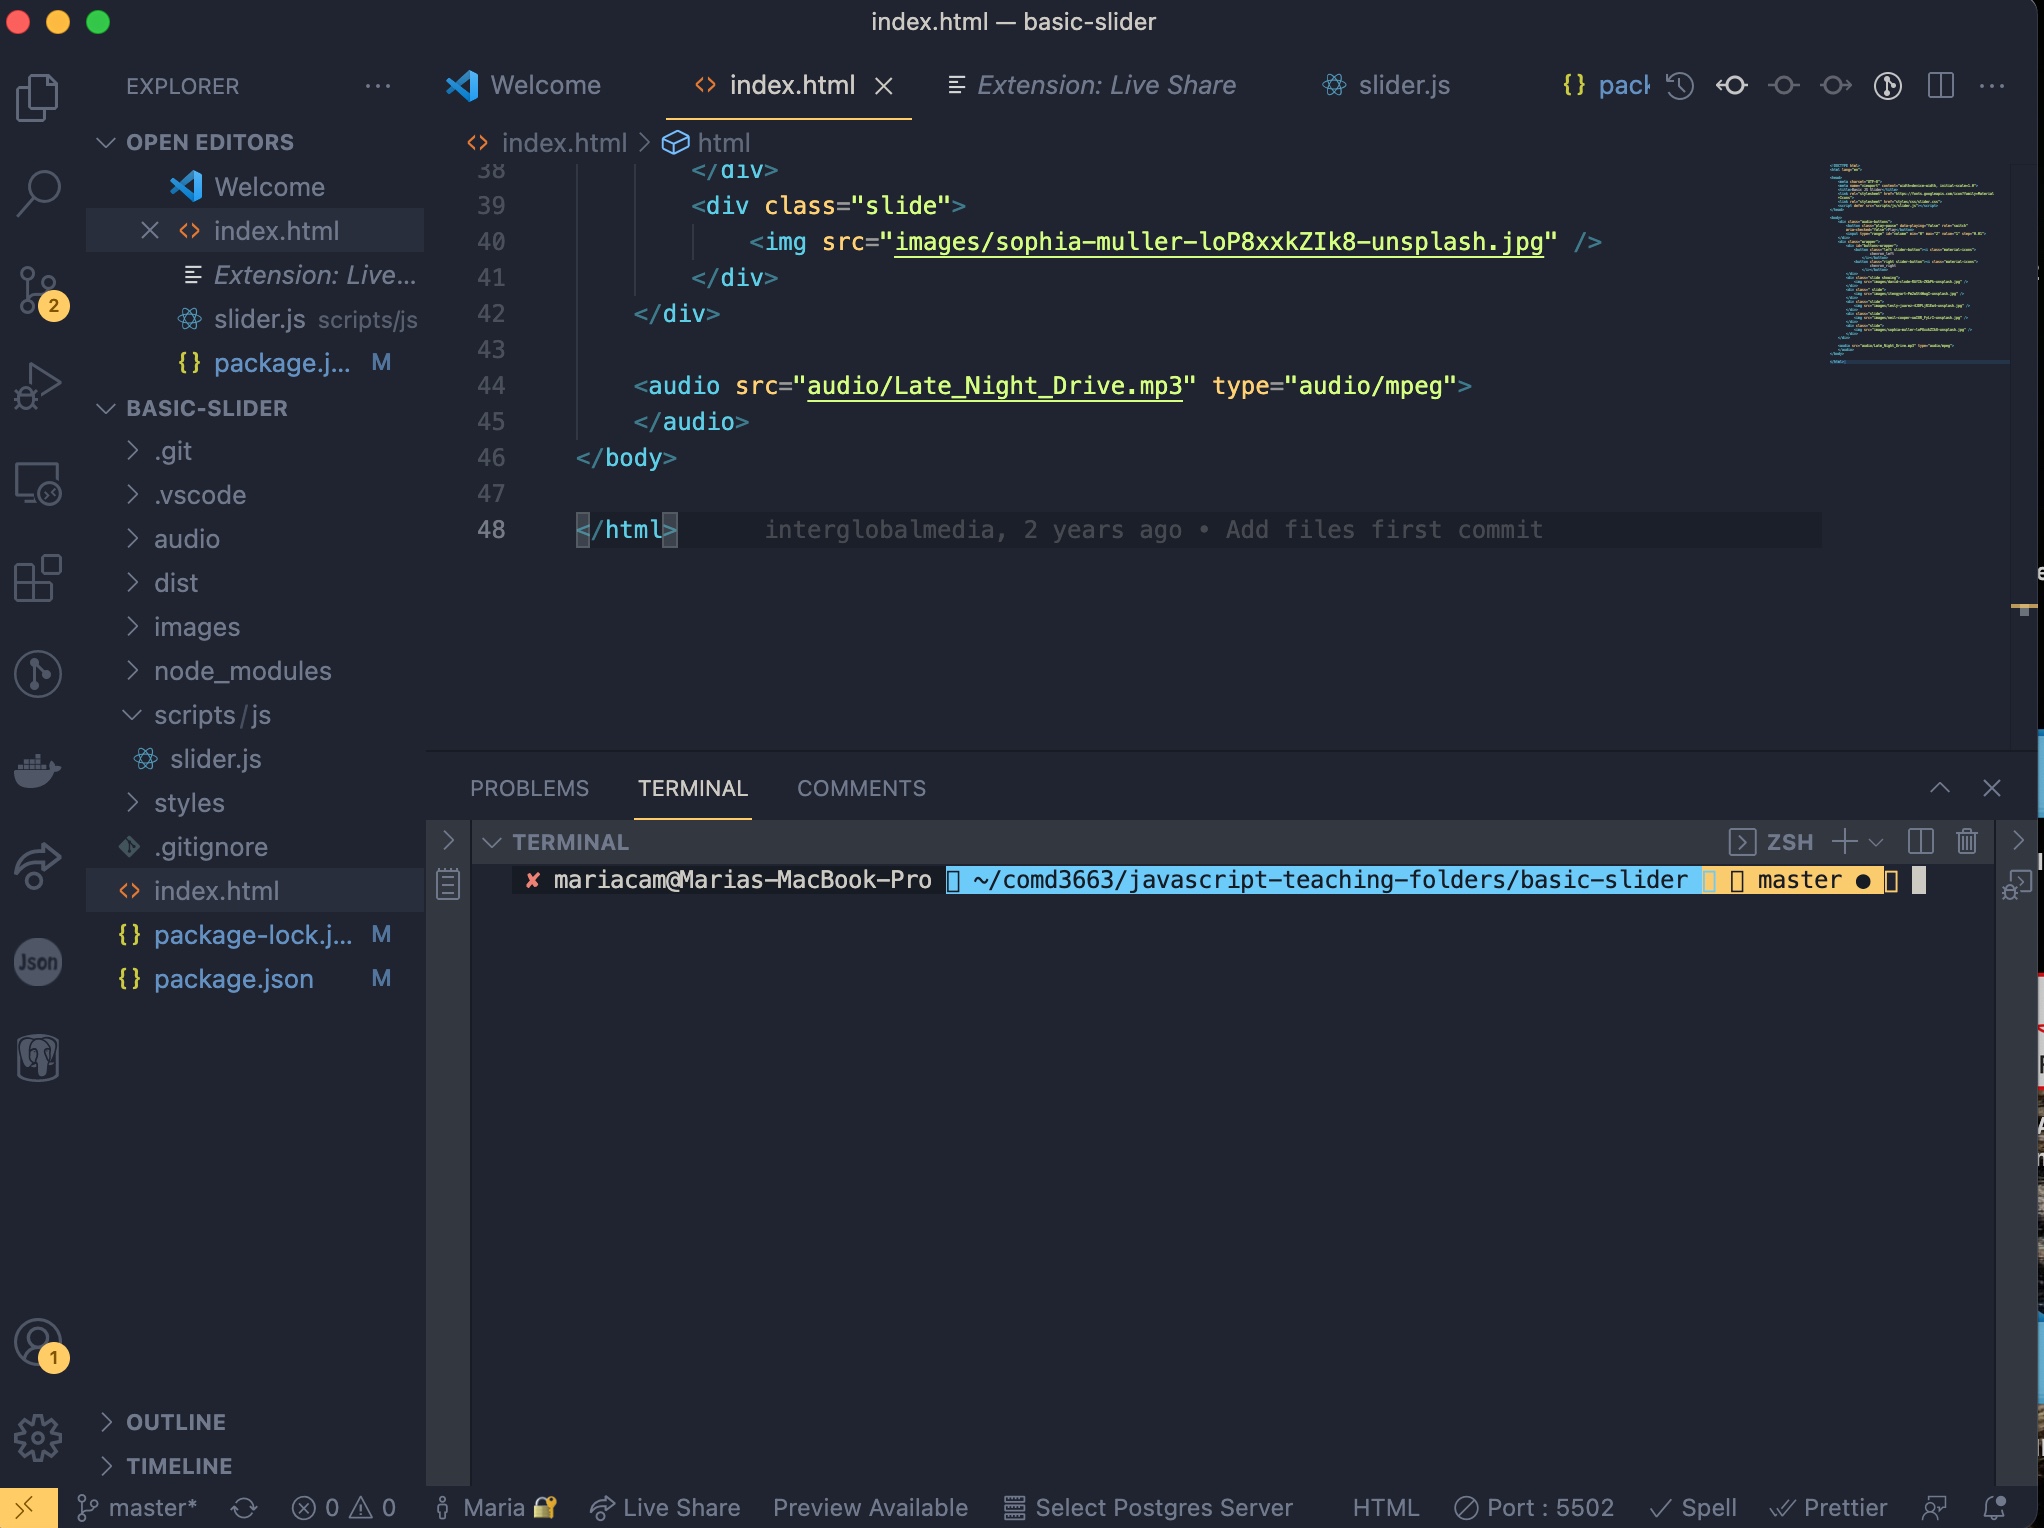 index.html — basic-slider
EXPLORER
Welcome
index.html
Extension: Live Share
slider.js
{} pack
OPEN EDITORS
Welcome
index.html
Extension: Live...
slider.js scripts/js
{} package.j... M
BASIC-SLIDER
.git
.vscode
audio
dist
images
node_modules
scripts/js
slider.js
styles
.gitignore
index.html
{} package-lock.j... M
{} package.json M
OUTLINE
TIMELINE
2
Json
1
index.html > html
38 </div>
39 <div class="slide">
40 <img src="images/sophia-muller-loP8xxkZIk8-unsplash.jpg" />
41 </div>
42 </div>
43
44 <audio src="audio/Late_Night_Drive.mp3" type="audio/mpeg">
45 </audio>
46 </body>
47
48 </html> interglobalmedia, 2 years ago • Add files first commit
PROBLEMS TERMINAL COMMENTS
TERMINAL
ZSH
✘ mariacam@Marias-MacBook-Pro ~/comd3663/javascript-teaching-folders/basic-slider master ●
master* 0 0 Maria Live Share Preview Available Select Postgres Server HTML Port : 5502 Spell Prettier